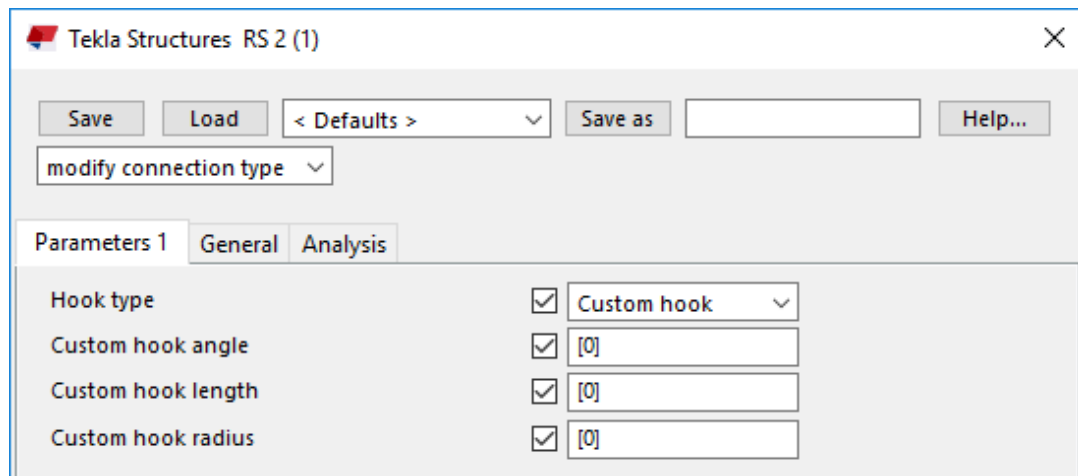 Tekla Structures RS 2 (1)
Save Load < Defaults > Save as Help...
modify connection type
Parameters 1 General Analysis
Hook type Custom hook
Custom hook angle [0]
Custom hook length [0]
Custom hook radius [0]